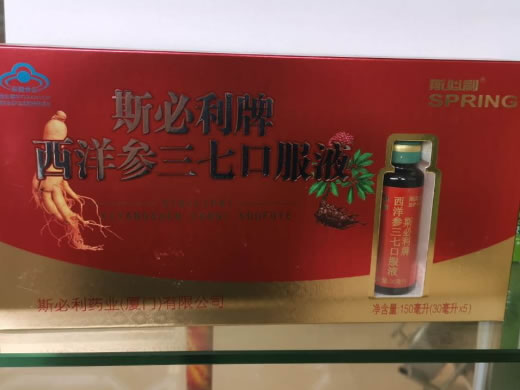 斯必利
SPRING
斯必利牌
西洋参三七口服液
斯必利牌
西洋参三七口服液
斯必利药业(厦门)有限公司
净含量:150毫升(30毫升x5)